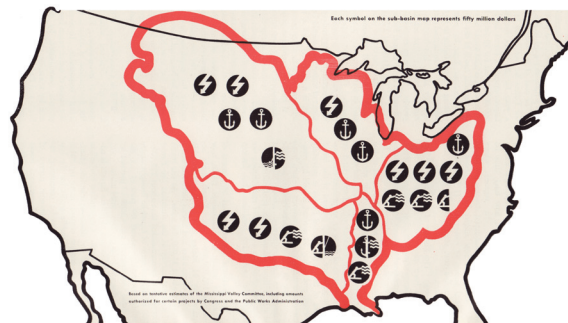 Each symbol on the sub-basin map represents fifty million dollars
Based on tentative estimates of the Mississippi Valley Committee, including amounts
authorized for certain projects by Congress and the Public Works Administration